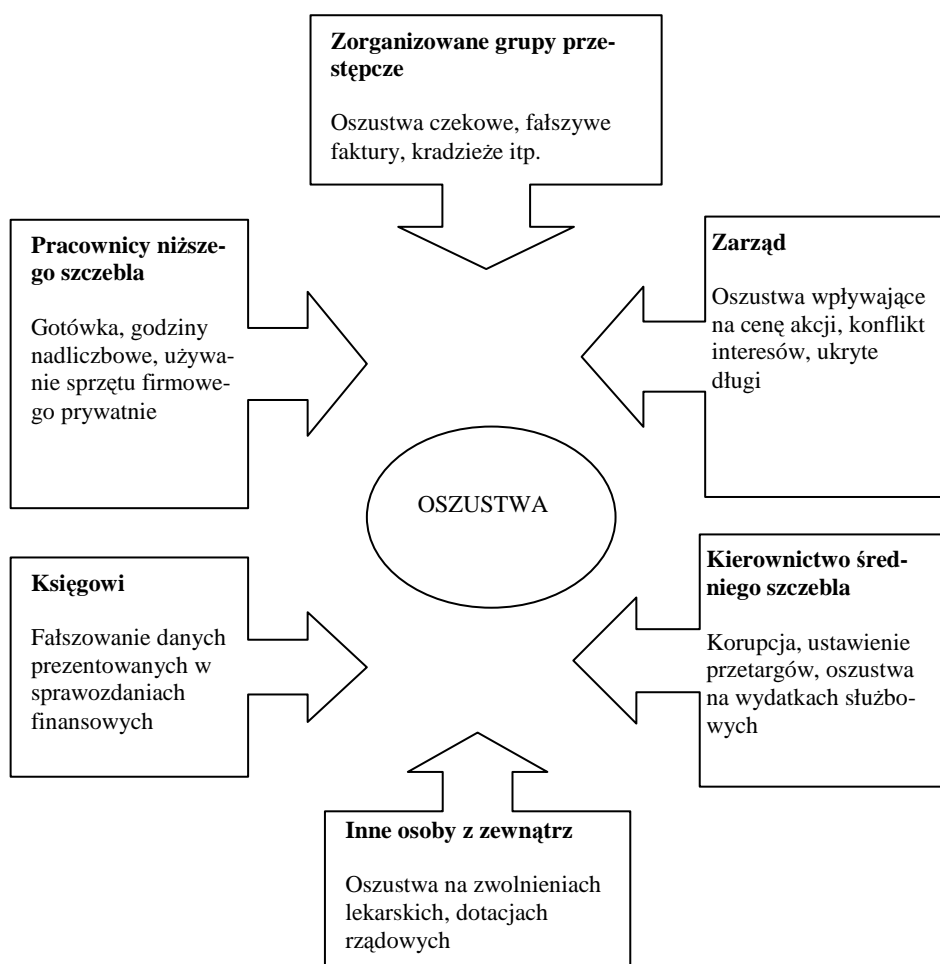 Zorganizowane grupy prze-
stępcze
Oszustwa czekowe, fałszywe
faktury, kradzieże itp.
Pracownicy niższe-
go szczebla
Gotówka, godziny
nadliczbowe, używa-
nie sprzętu firmowe-
go prywatnie
Zarząd
Oszustwa wpływające
na cenę akcji, konflikt
interesów, ukryte
długi
OSZUSTWA
Księgowi
Fałszowanie danych
prezentowanych w
sprawozdaniach
finansowych
Kierownictwo śred-
niego szczebla
Korupcja, ustawienie
przetargów, oszustwa
na wydatkach służbo-
wych
Inne osoby z zewnątrz
Oszustwa na zwolnieniach
lekarskich, dotacjach
rządowych